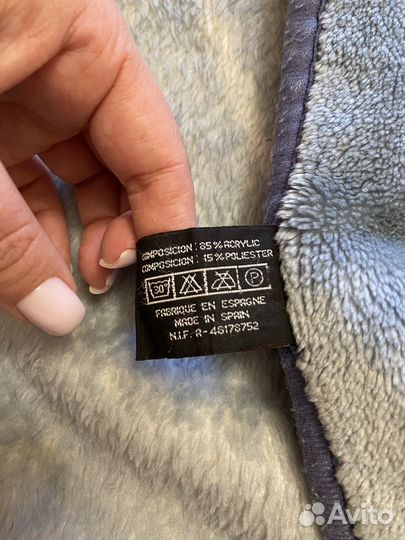 COMPOSICION : 85% ACRYLIC
COMPOSICION : 15% POLIESTER
30° P
FABRIQUE EN ESPAGNE
MADE IN SPAIN
N.I.F. A-46178752
Avito